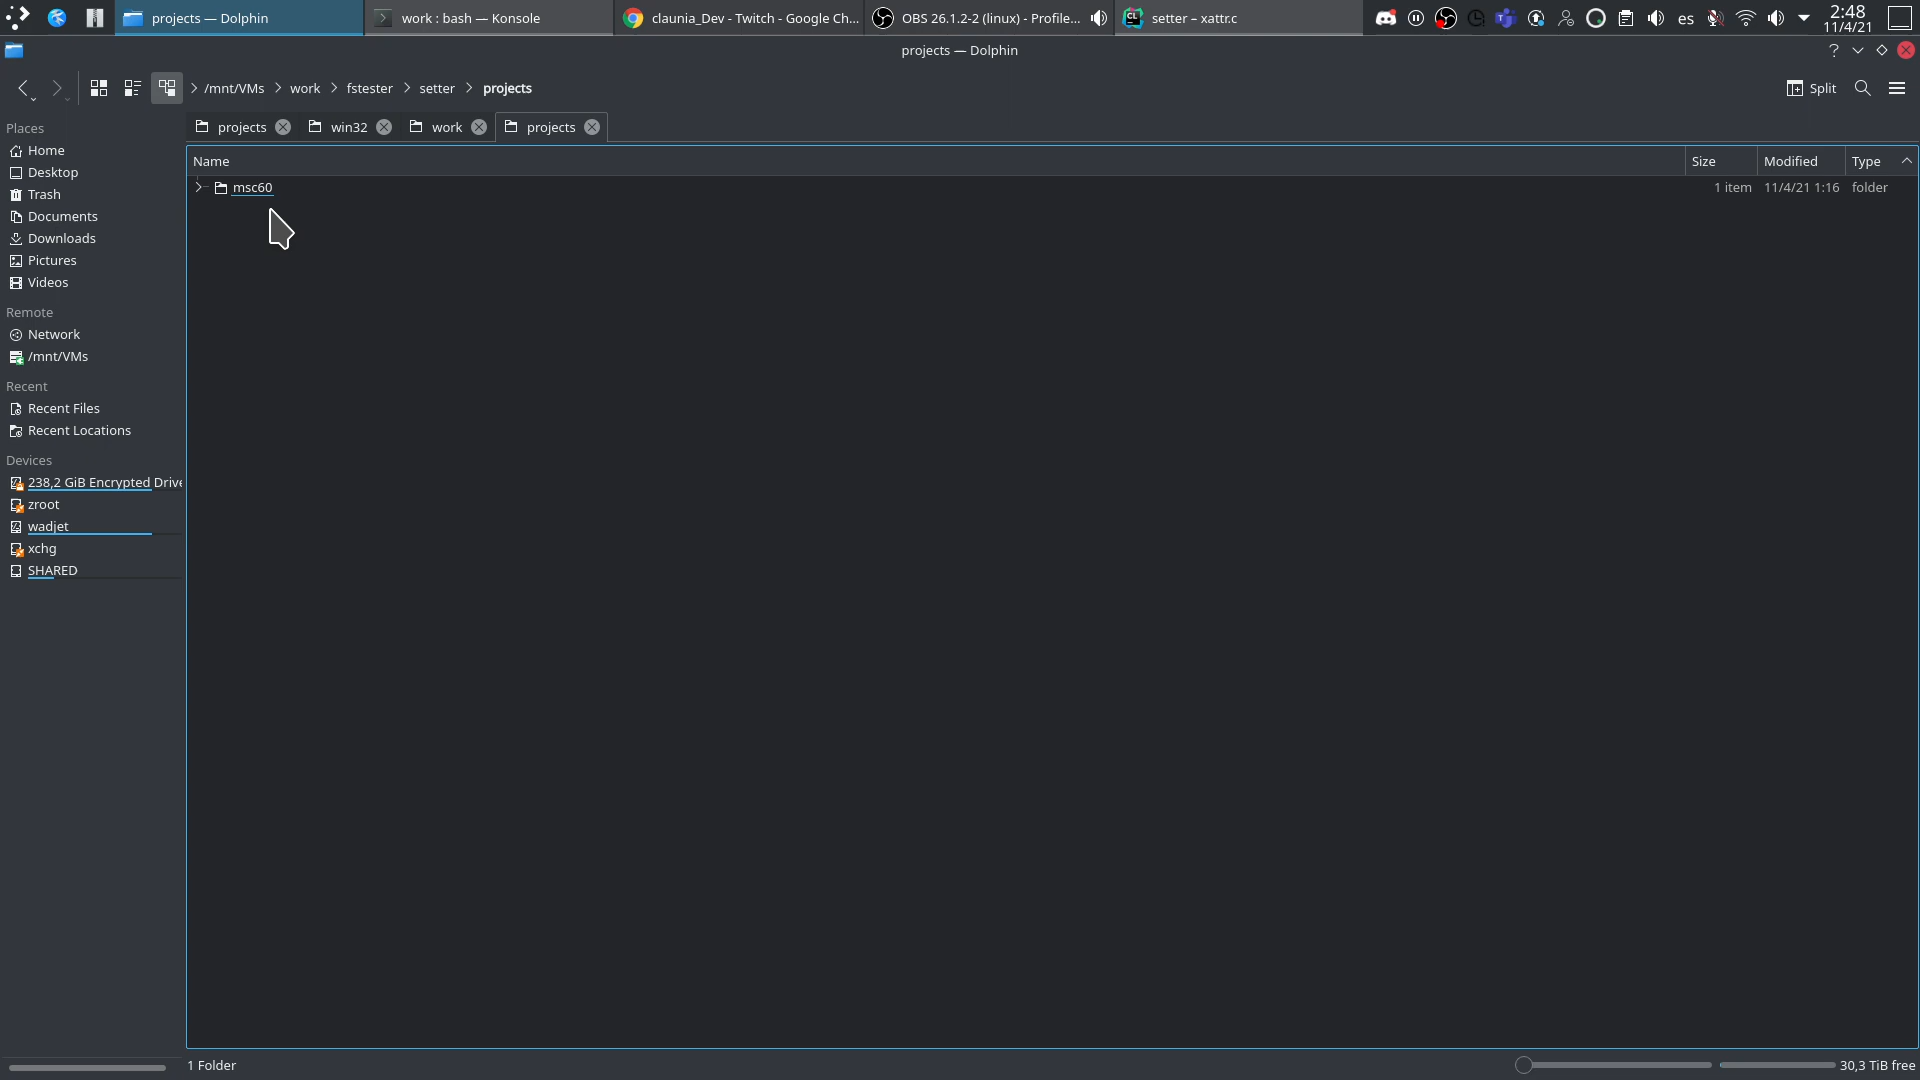 projects — Dolphin
work : bash — Konsole
claunia_Dev - Twitch - Google Ch...
OBS 26.1.2-2 (linux) - Profile...
CL
setter – xattr.c
es
2:48
11/4/21
projects — Dolphin
?
/mnt/VMs
work
fstester
setter
projects
Split
Places
Home
Desktop
Trash
Documents
Downloads
Pictures
Videos
Remote
Network
/mnt/VMs
Recent
Recent Files
Recent Locations
Devices
238,2 GiB Encrypted Drive
zroot
wadjet
xchg
SHARED
projects
win32
work
projects
Name
Size
Modified
Type
msc60
1 item
11/4/21 1:16
folder
1 Folder
30,3 TiB free